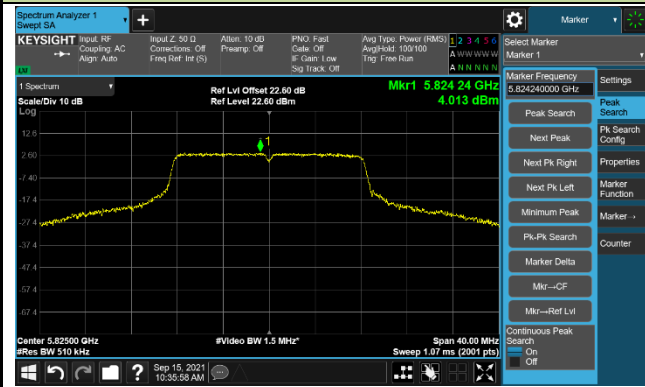 Spectrum Analyzer 1
Swept SA
+
Marker
KEYSIGHT
Input: RF
Coupling: AC
Align: Auto
Input Z: 50 Ω
Corrections: Off
Freq Ref: Int (S)
Atten: 10 dB
Preamp: Off
PNO: Fast
Gate: Off
IF Gain: Low
Sig Track: Off
Avg Type: Power (RMS)
Avg|Hold: 100/100
Trig: Free Run
1 2 3 4 5 6
A W W W W W
A N N N N N
LXI
Select Marker
Marker 1
1 Spectrum
Scale/Div 10 dB
Log
Ref Lvl Offset 22.60 dB
Ref Level 22.60 dBm
Mkr1 5.824 24 GHz
4.013 dBm
12.6
2.60
-7.40
-17.4
-27.4
-37.4
-47.4
-57.4
-67.4
1
Center 5.82500 GHz
#Res BW 510 kHz
#Video BW 1.5 MHz*
Span 40.00 MHz
Sweep 1.07 ms (2001 pts)
Marker Frequency
5.824240000 GHz
Peak Search
Next Peak
Next Pk Right
Next Pk Left
Minimum Peak
Pk-Pk Search
Marker Delta
Mkr→CF
Mkr→Ref Lvl
Continuous Peak
Search
On
Off
Settings
Peak
Search
Pk Search
Config
Properties
Marker
Function
Marker→
Counter
?
Sep 15, 2021
10:35:58 AM